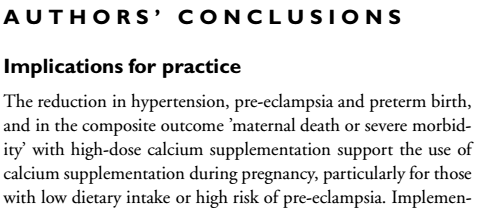 AUTHORS’ CONCLUSIONS
Implications for practice
The reduction in hypertension, pre-eclampsia and preterm birth,
and in the composite outcome ’maternal death or severe morbid-
ity’ with high-dose calcium supplementation support the use of
calcium supplementation during pregnancy, particularly for those
with low dietary intake or high risk of pre-eclampsia. Implemen-